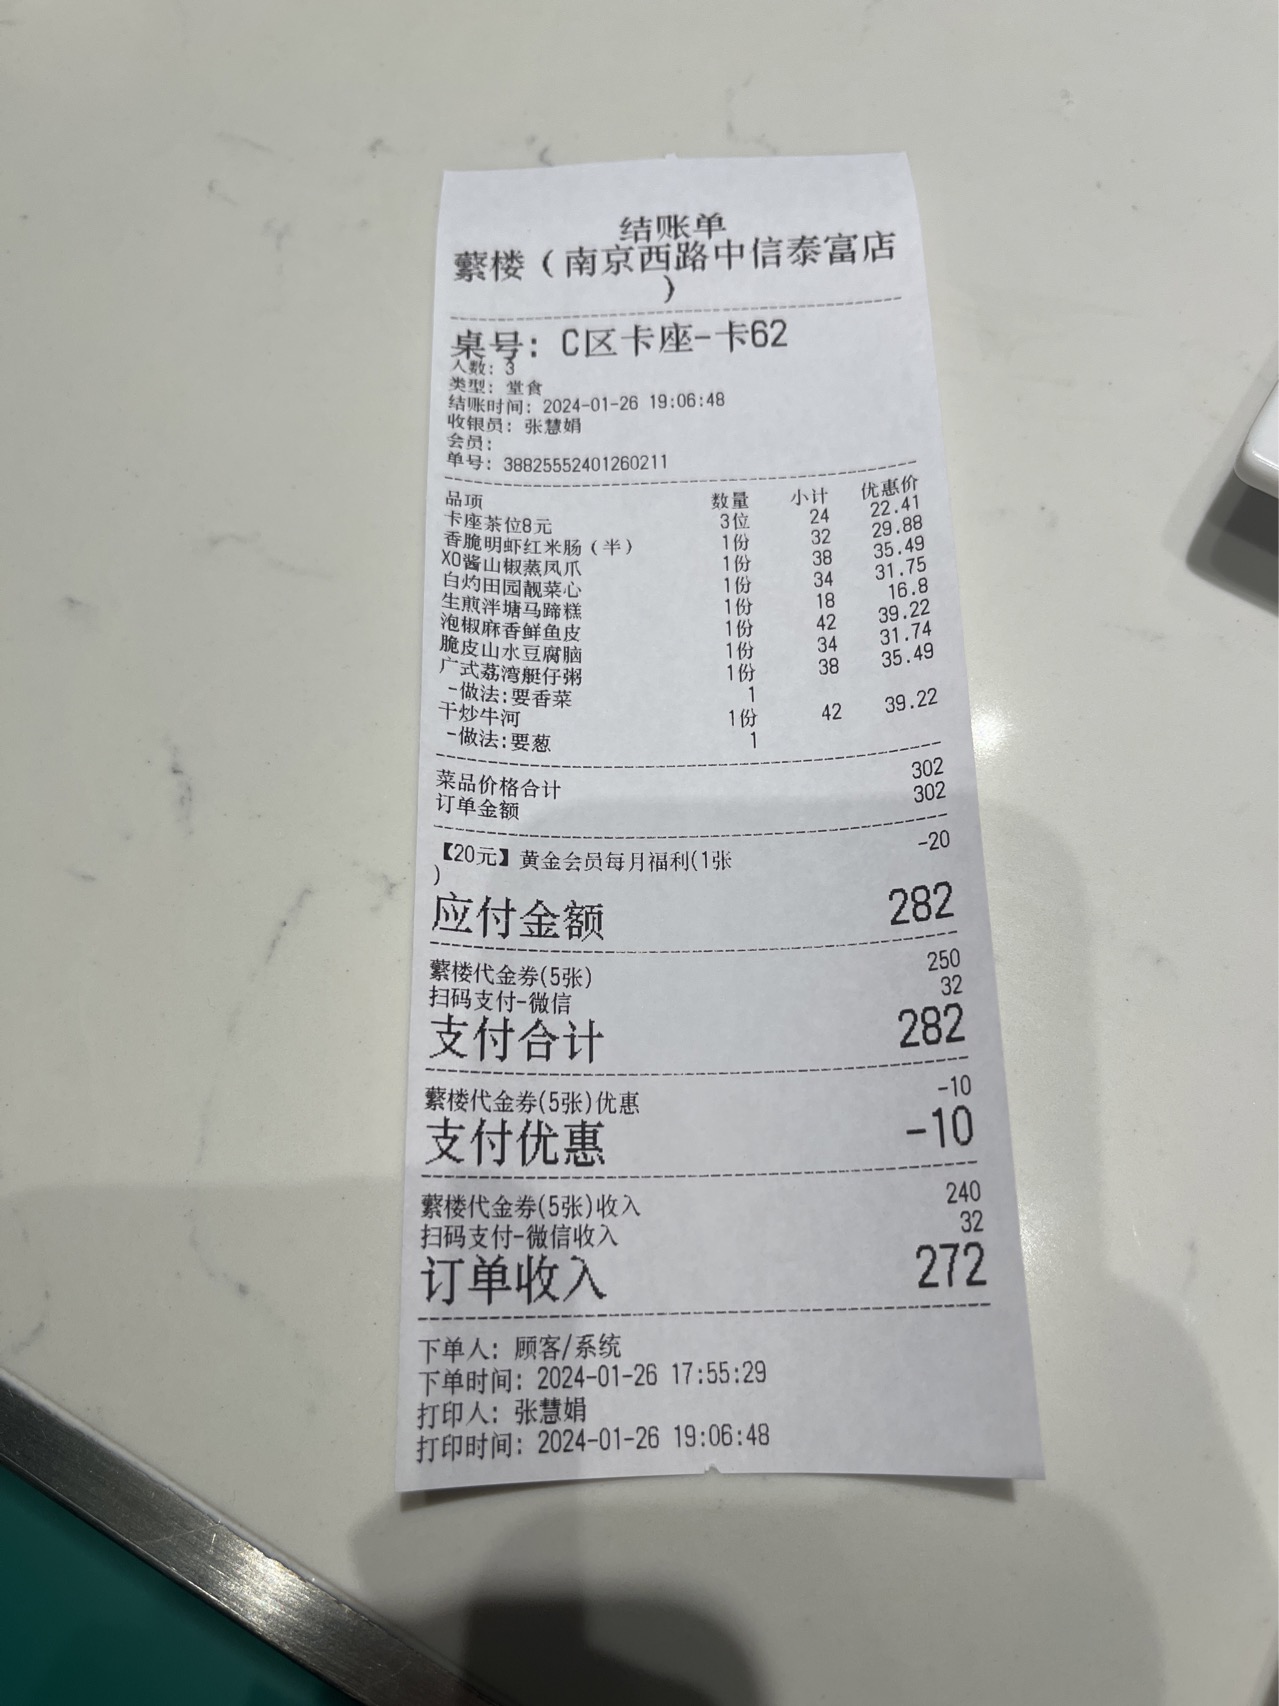 结账单
蘩楼（南京西路中信泰富店
）
桌号：C区卡座-卡62
人数：3
类型：堂食
结账时间：2024-01-26 19:06:48
收银员：张慧娟
会员：
单号：38825552401260211
品项 数量 小计 优惠价
卡座茶位8元 3位 24 22.41
香脆明虾红米肠（半） 1份 32 29.88
XO酱山椒蒸凤爪 1份 38 35.49
白灼田园靓菜心 1份 34 31.75
生煎泮塘马蹄糕 1份 18 16.8
泡椒麻香鲜鱼皮 1份 42 39.22
脆皮山水豆腐脑 1份 34 31.74
广式荔湾艇仔粥 1份 38 35.49
-做法:要香菜 1
干炒牛河 1份 42 39.22
-做法:要葱 1
菜品价格合计 302
订单金额 302
【20元】黄金会员每月福利(1张 -20
)
应付金额 282
蘩楼代金券(5张) 250
扫码支付-微信 32
支付合计 282
蘩楼代金券(5张)优惠 -10
支付优惠 -10
蘩楼代金券(5张)收入 240
扫码支付-微信收入 32
订单收入 272
下单人：顾客/系统
下单时间：2024-01-26 17:55:29
打印人：张慧娟
打印时间：2024-01-26 19:06:48